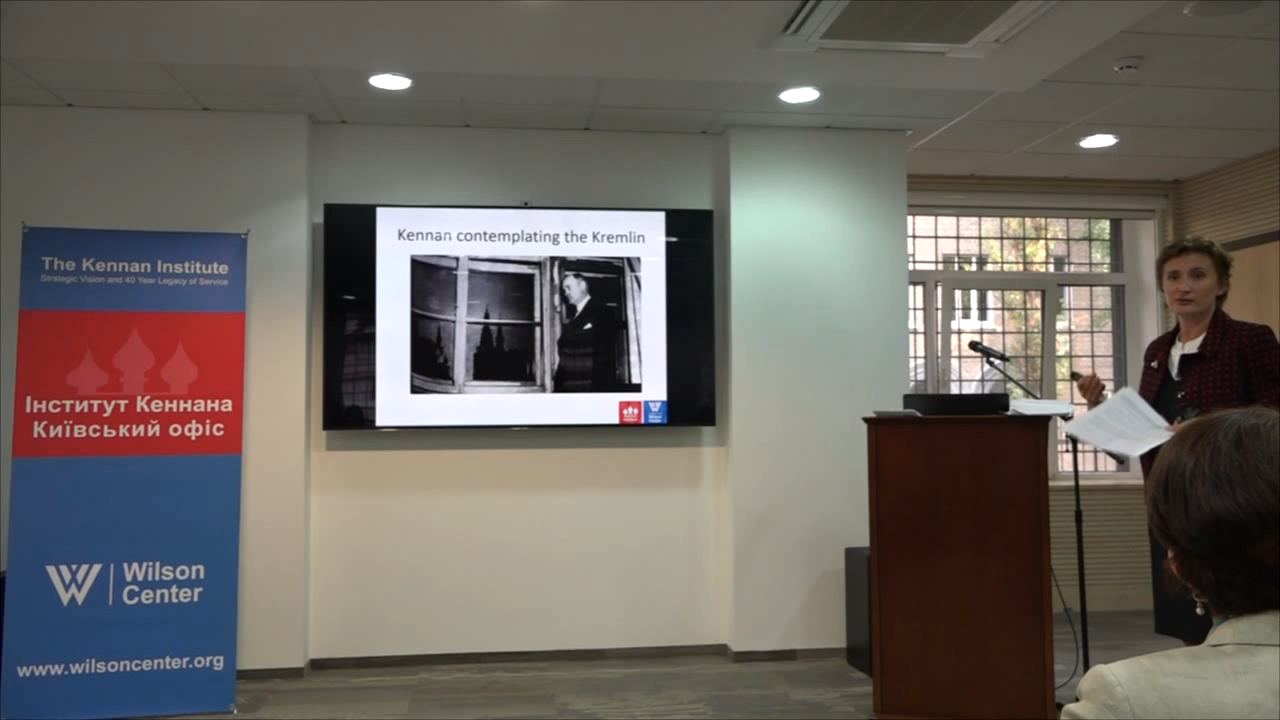 The Kennan Institute
Strategic Vision and 40 Year Legacy of Service
Інститут Кеннана
Київський офіс
W
Wilson
Center
www.wilsoncenter.org
Kennan contemplating the Kremlin